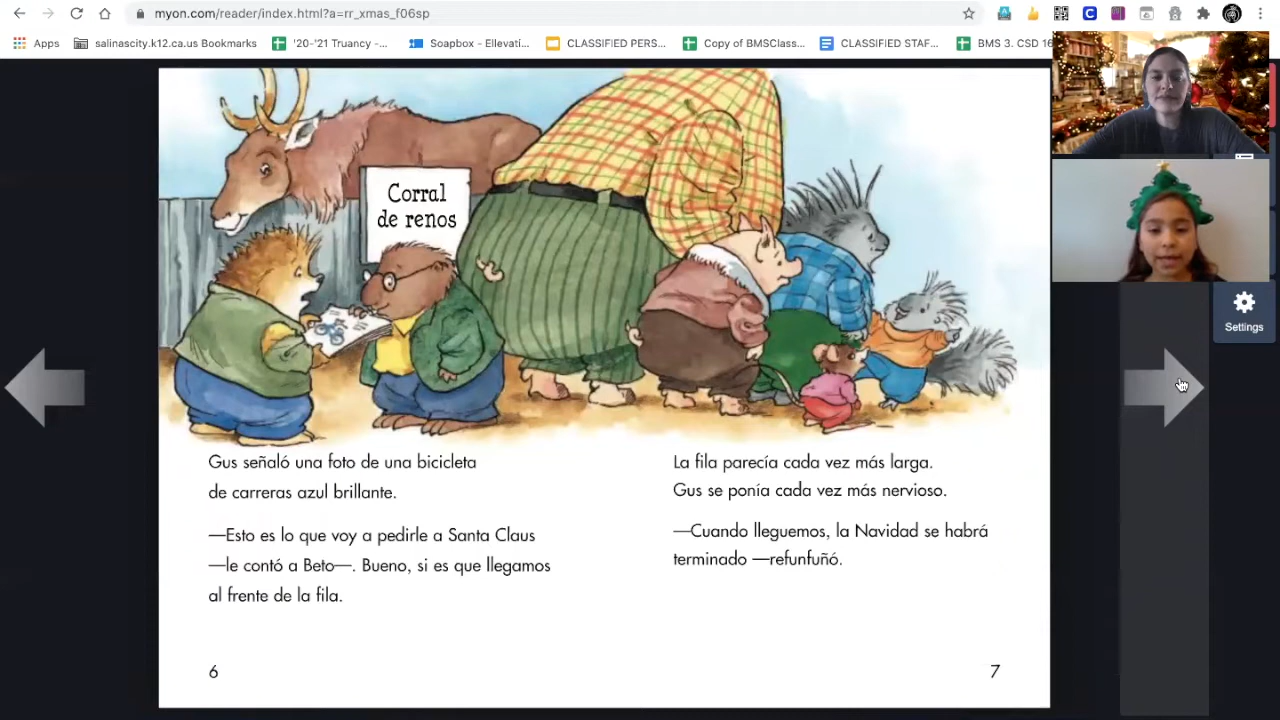 myon.com/reader/index.html?a=rr_xmas_f06sp
Apps
salinascity.k12.ca.us Bookmarks
'20-'21 Truancy -...
Soapbox - Ellevati...
CLASSIFIED PERS...
Copy of BMSClass...
CLASSIFIED STAF...
BMS 3. CSD 16
Corral
de renos
Settings
Gus señaló una foto de una bicicleta
de carreras azul brillante.
—Esto es lo que voy a pedirle a Santa Claus
—le contó a Beto—. Bueno, si es que llegamos
al frente de la fila.
6
La fila parecía cada vez más larga.
Gus se ponía cada vez más nervioso.
—Cuando lleguemos, la Navidad se habrá
terminado —refunfuñó.
7